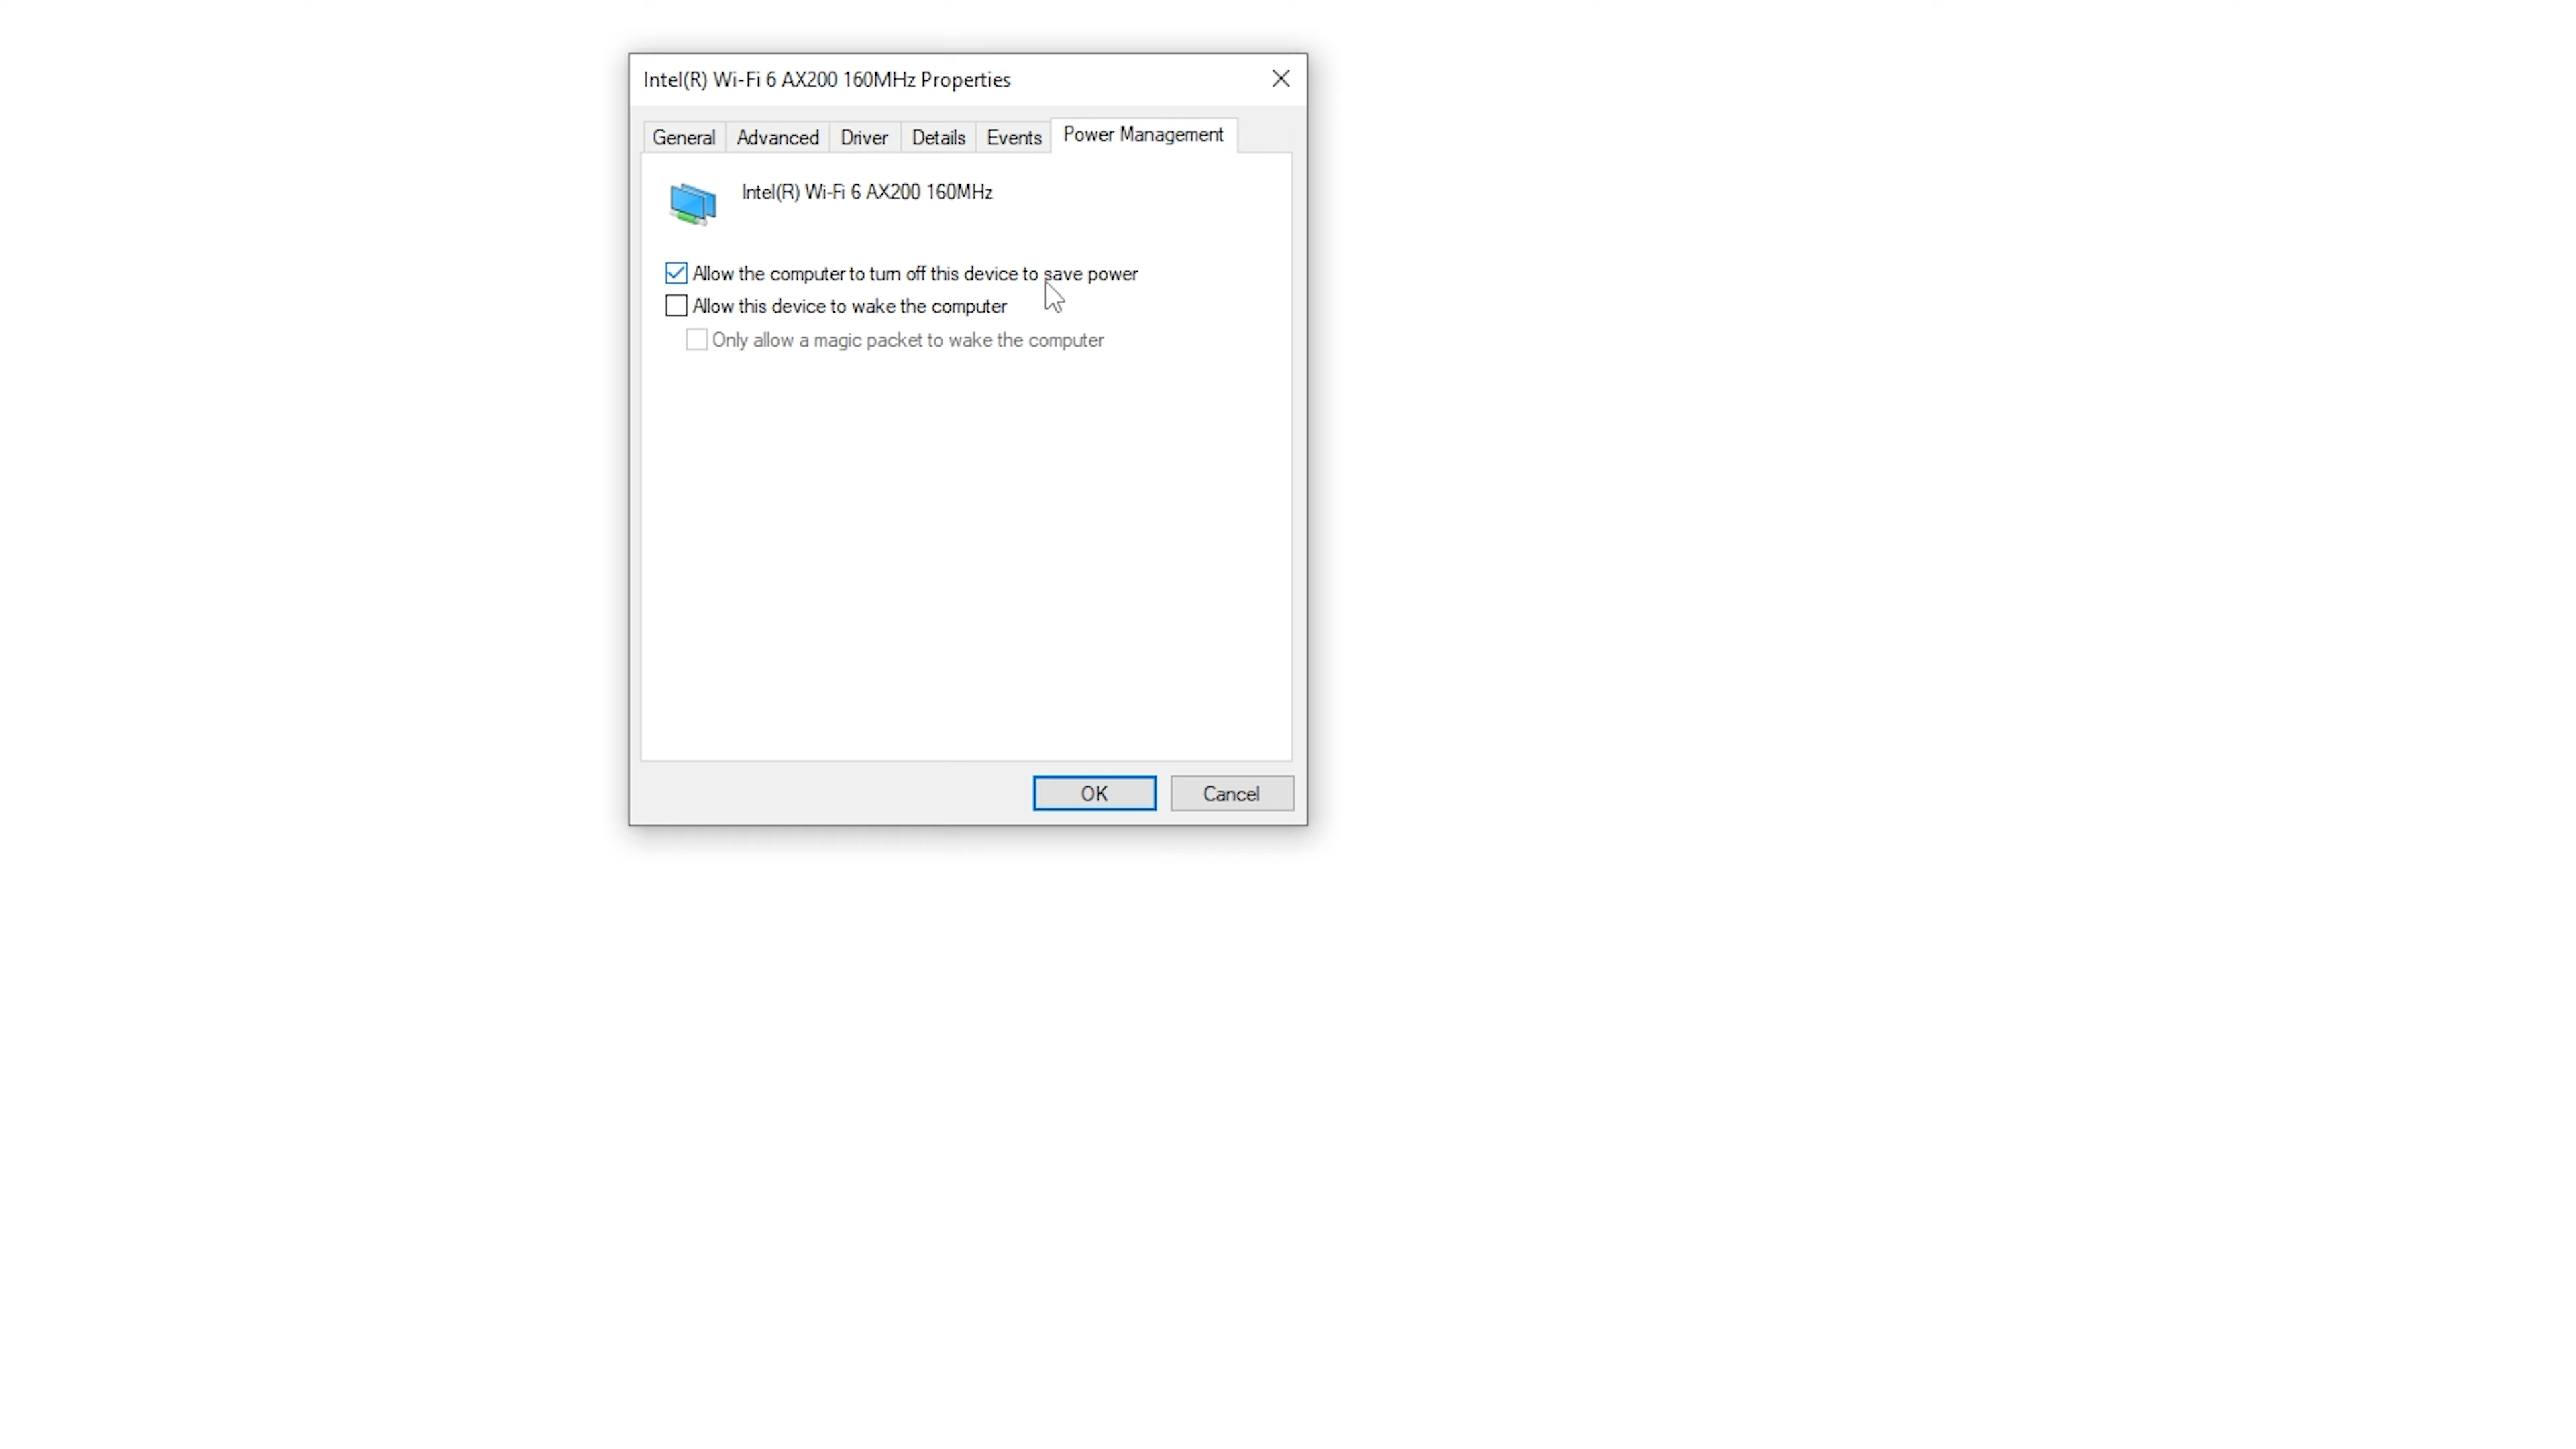 Intel(R) Wi-Fi 6 AX200 160MHz Properties
General Advanced Driver Details Events Power Management
Intel(R) Wi-Fi 6 AX200 160MHz
Allow the computer to turn off this device to save power
Allow this device to wake the computer
Only allow a magic packet to wake the computer
OK Cancel